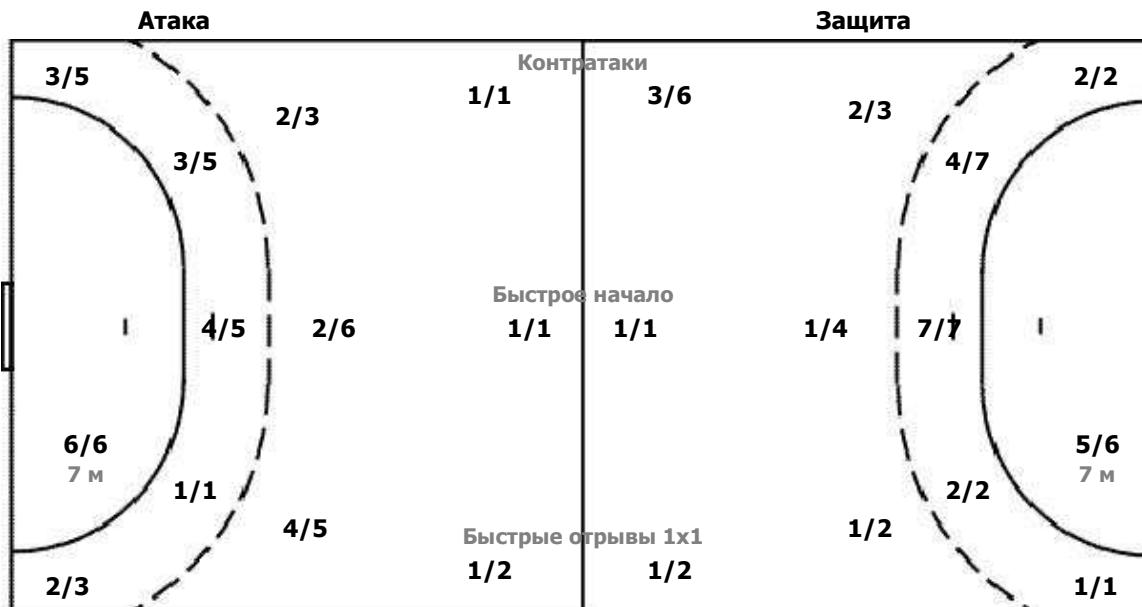 Атака Защита
Контратаки
3/5 2/3 1/1 3/6 2/3 2/2
3/5 4/7
Быстрое начало
4/5 2/6 1/1 1/1 1/4 7/7
6/6 5/6
7 м 7 м
1/1 2/2
4/5 1/2
Быстрые отрывы 1x1
2/3 1/2 1/2 1/1